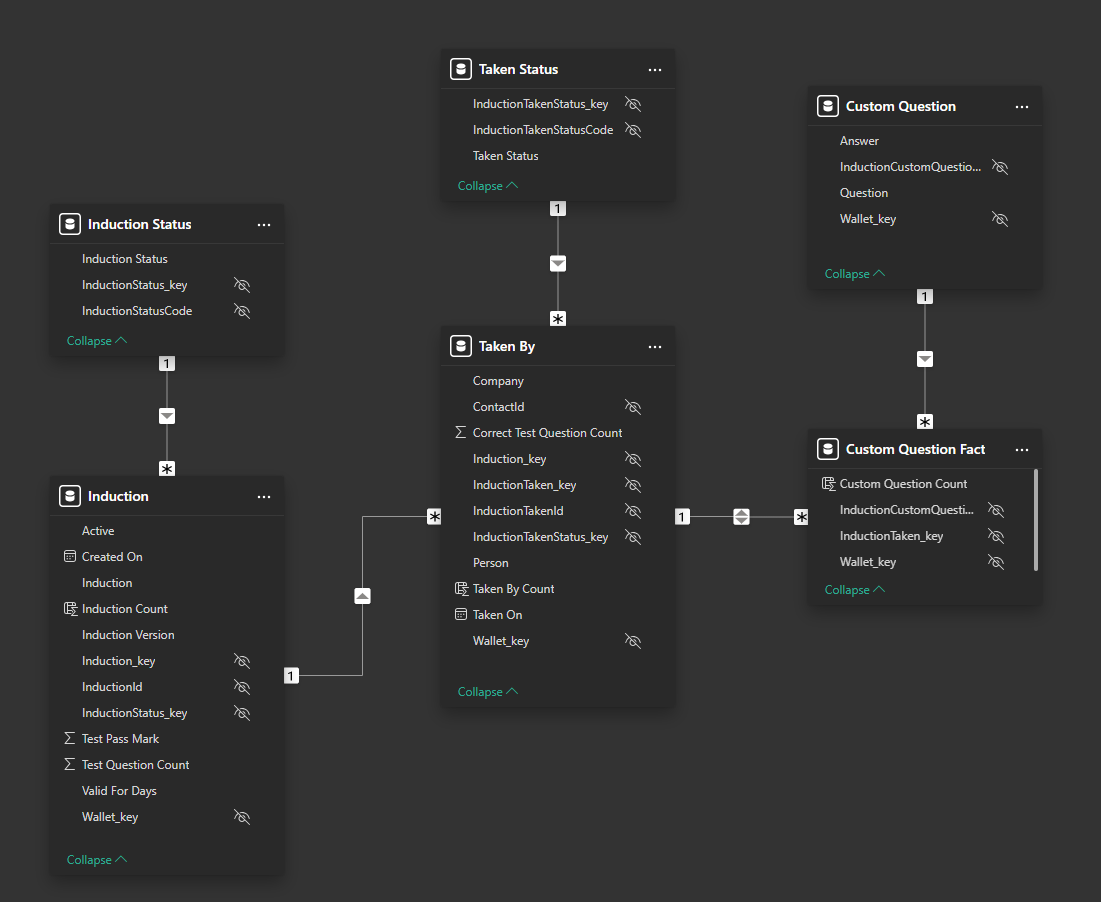 Taken Status
InductionTakenStatus_key
InductionTakenStatusCode
Taken Status
Collapse
1
*
Custom Question
Answer
InductionCustomQuestio...
Question
Wallet_key
Collapse
1
*
Induction Status
Induction Status
InductionStatus_key
InductionStatusCode
Collapse
1
*
Taken By
Company
ContactId
Correct Test Question Count
Induction_key
InductionTaken_key
InductionTakenId
InductionTakenStatus_key
Person
Taken By Count
Taken On
Wallet_key
Collapse
Custom Question Fact
Custom Question Count
InductionCustomQuesti...
InductionTaken_key
Wallet_key
Collapse
Induction
Active
Created On
Induction
Induction Count
Induction Version
Induction_key
InductionId
InductionStatus_key
Test Pass Mark
Test Question Count
Valid For Days
Wallet_key
Collapse
1
*
1
*